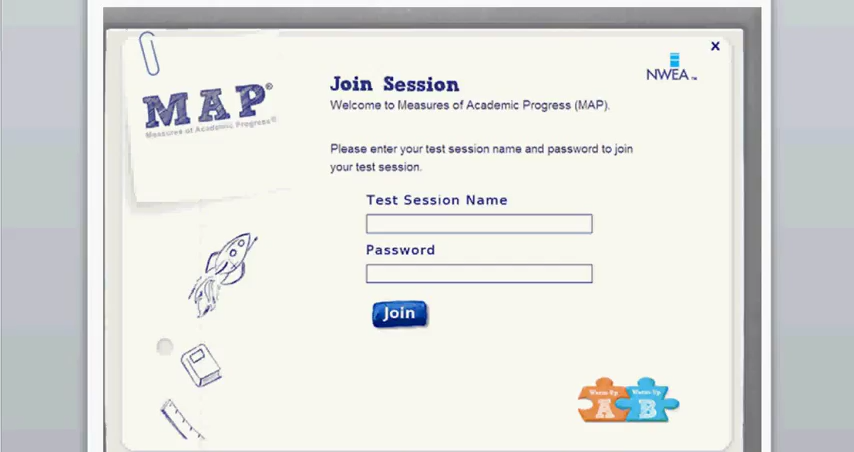 MAP®
Measures of Academic Progress®
x
NWEA™
Join Session
Welcome to Measures of Academic Progress (MAP).
Please enter your test session name and password to join
your test session.
Test Session Name
Password
Join
Warm-Up
A
Warm-Up
B